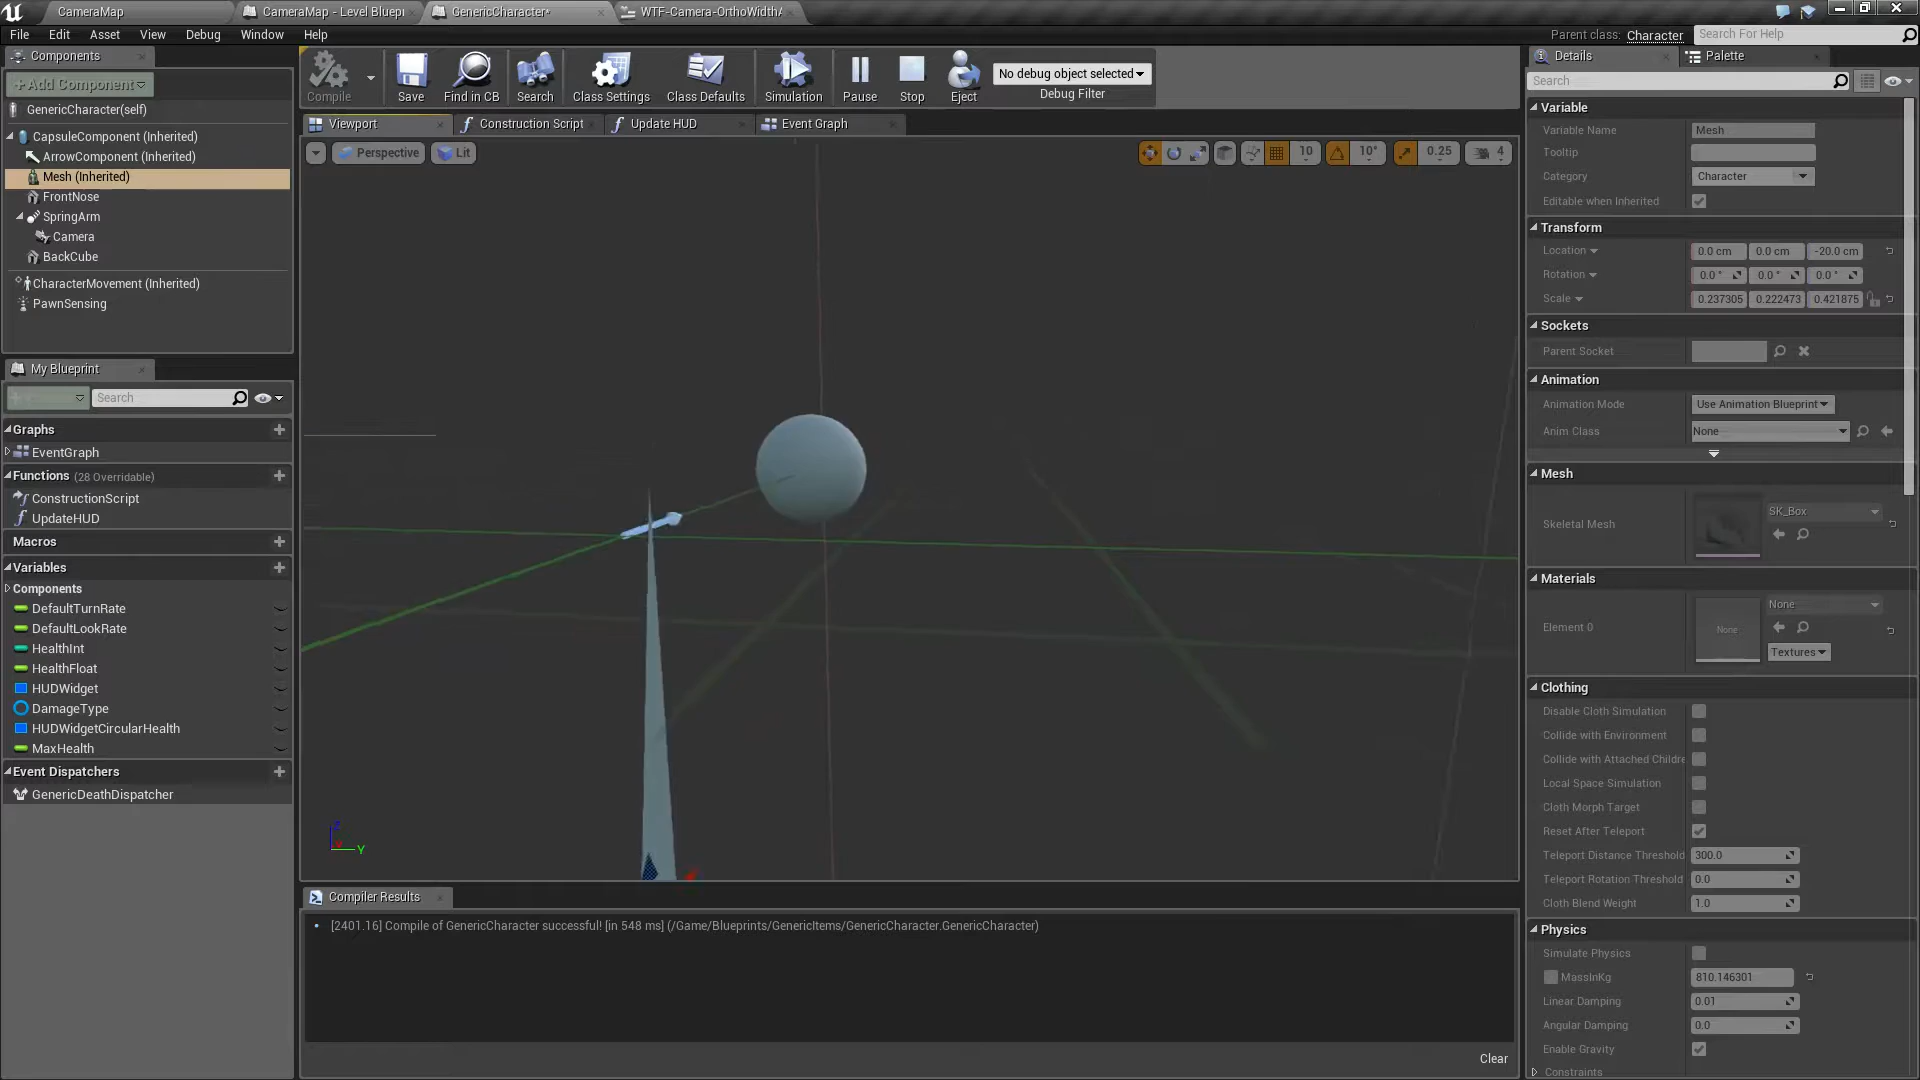 CameraMap
CameraMap - Level Bluepri
GenericCharacter*
WTF-Camera-OrthoWidthA
File Edit Asset View Debug Window Help
Parent class: Character
Search For Help
Components
+Add Component
GenericCharacter(self)
CapsuleComponent (Inherited)
ArrowComponent (Inherited)
Mesh (Inherited)
FrontNose
SpringArm
Camera
BackCube
CharacterMovement (Inherited)
PawnSensing
My Blueprint
Search
Graphs
EventGraph
Functions (28 Overridable)
ConstructionScript
UpdateHUD
Macros
Variables
Components
DefaultTurnRate
DefaultLookRate
HealthInt
HealthFloat
HUDWidget
DamageType
HUDWidgetCircularHealth
MaxHealth
Event Dispatchers
GenericDeathDispatcher
Compile
Save
Find in CB
Search
Class Settings
Class Defaults
Simulation
Pause
Stop
Eject
No debug object selected
Debug Filter
Viewport
Construction Script
Update HUD
Event Graph
Perspective
Lit
10
10°
0.25
4
Z
Y
Compiler Results
[2401.16] Compile of GenericCharacter successful! [in 548 ms] (/Game/Blueprints/GenericItems/GenericCharacter.GenericCharacter)
Clear
Details
Palette
Search
Variable
Variable Name Mesh
Tooltip
Category Character
Editable when Inherited
Transform
Location 0.0 cm 0.0 cm -20.0 cm
Rotation 0.0 ° 0.0 ° 0.0 °
Scale 0.237305 0.222473 0.421875
Sockets
Parent Socket
Animation
Animation Mode Use Animation Blueprint
Anim Class None
Mesh
Skeletal Mesh SK_Box
Materials
Element 0 None None
Textures
Clothing
Disable Cloth Simulation
Collide with Environment
Collide with Attached Childre
Local Space Simulation
Cloth Morph Target
Reset After Teleport
Teleport Distance Threshold 300.0
Teleport Rotation Threshold 0.0
Cloth Blend Weight 1.0
Physics
Simulate Physics
MassInKg 810.146301
Linear Damping 0.01
Angular Damping 0.0
Enable Gravity
Constraints